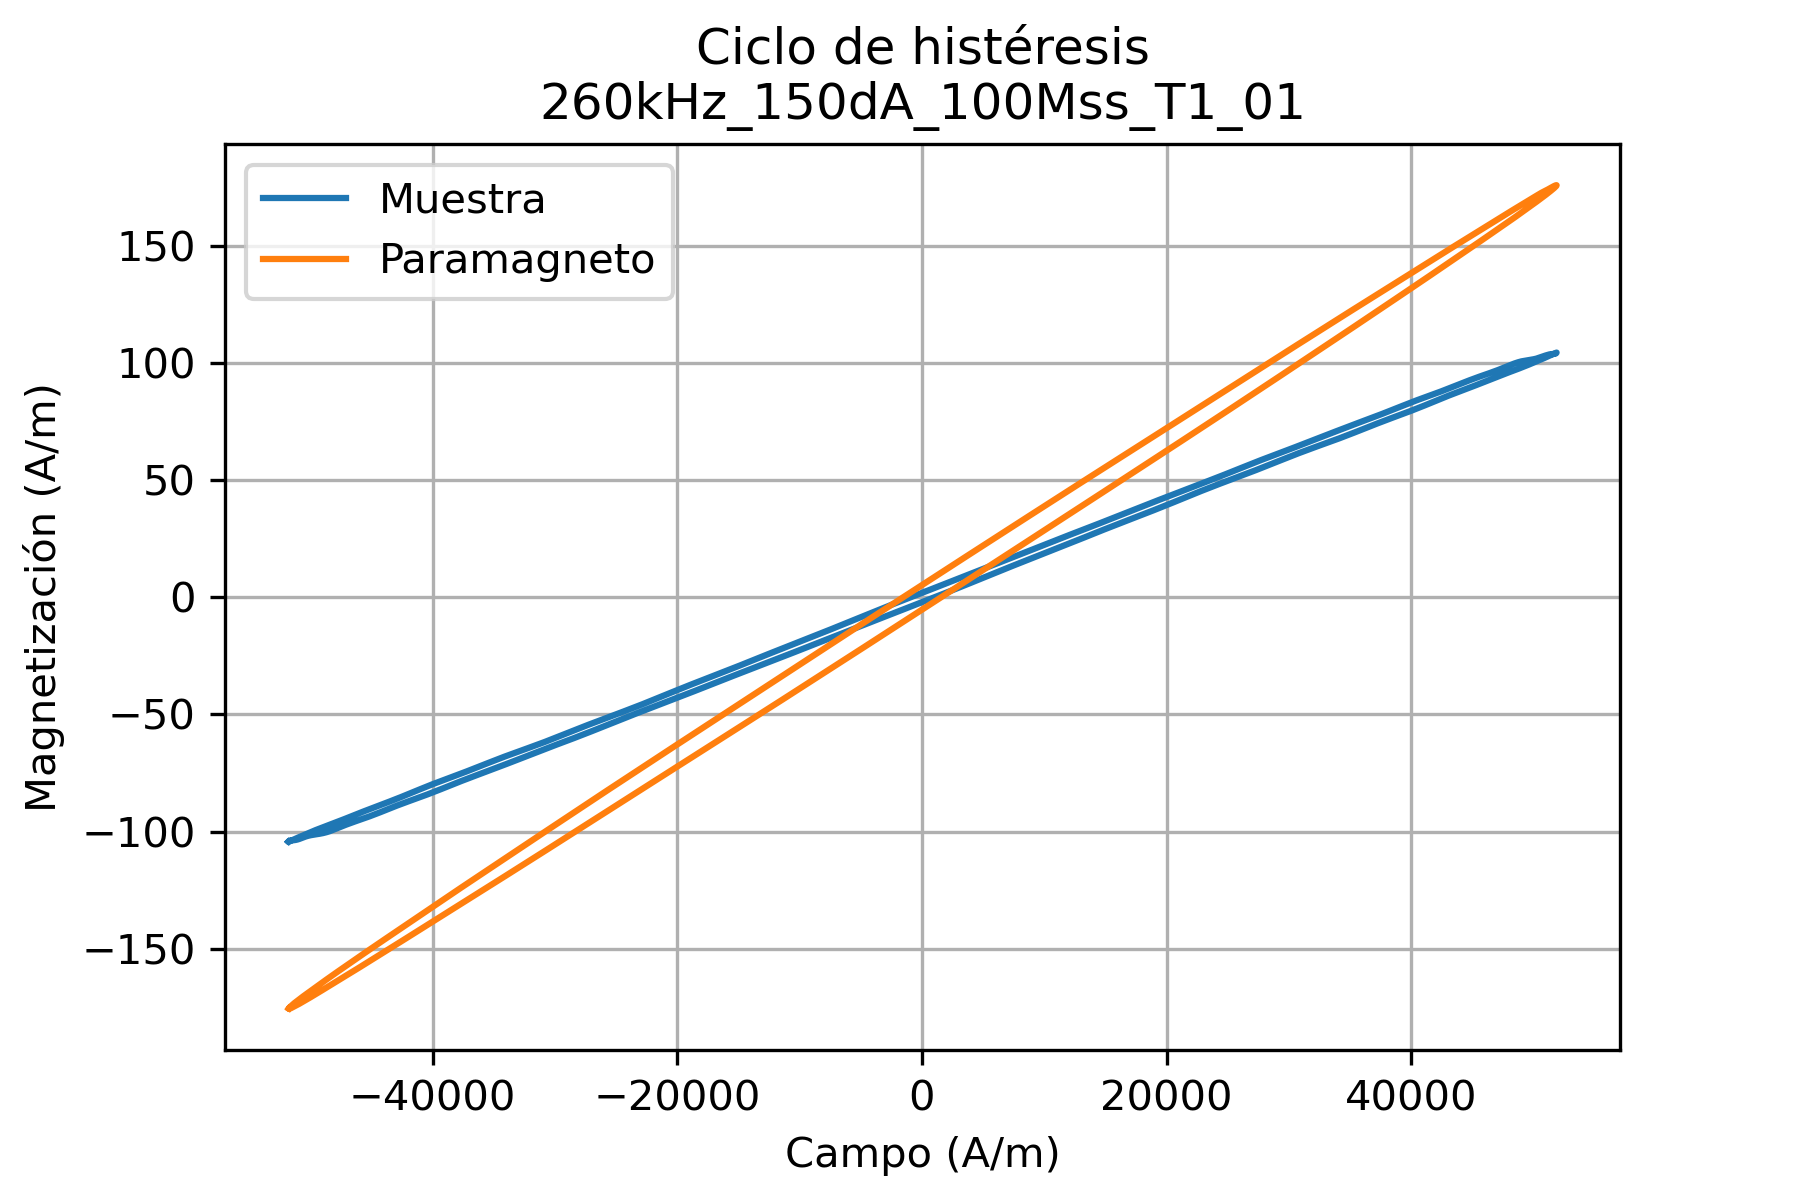 Ciclo de histéresis
260kHz_150dA_100Mss_T1_01
Muestra
Paramagneto
Magnetización (A/m)
150
100
50
0
−50
−100
−150
−40000
−20000
0
20000
40000
Campo (A/m)